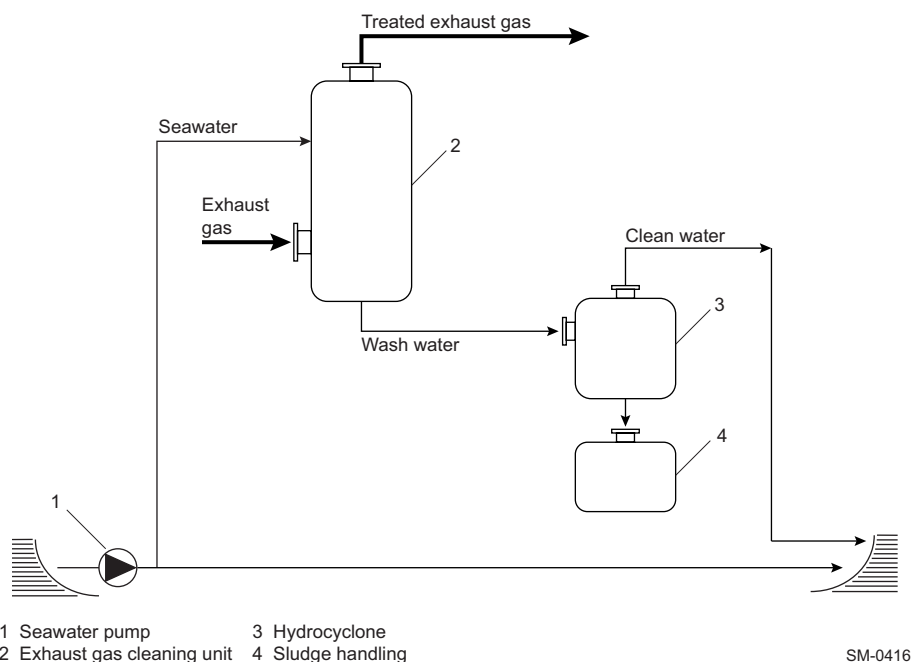 Treated exhaust gas
Seawater
2
Exhaust
gas
Clean water
3
Wash water
4
1
1 Seawater pump 3 Hydrocyclone
2 Exhaust gas cleaning unit 4 Sludge handling
SM-0416